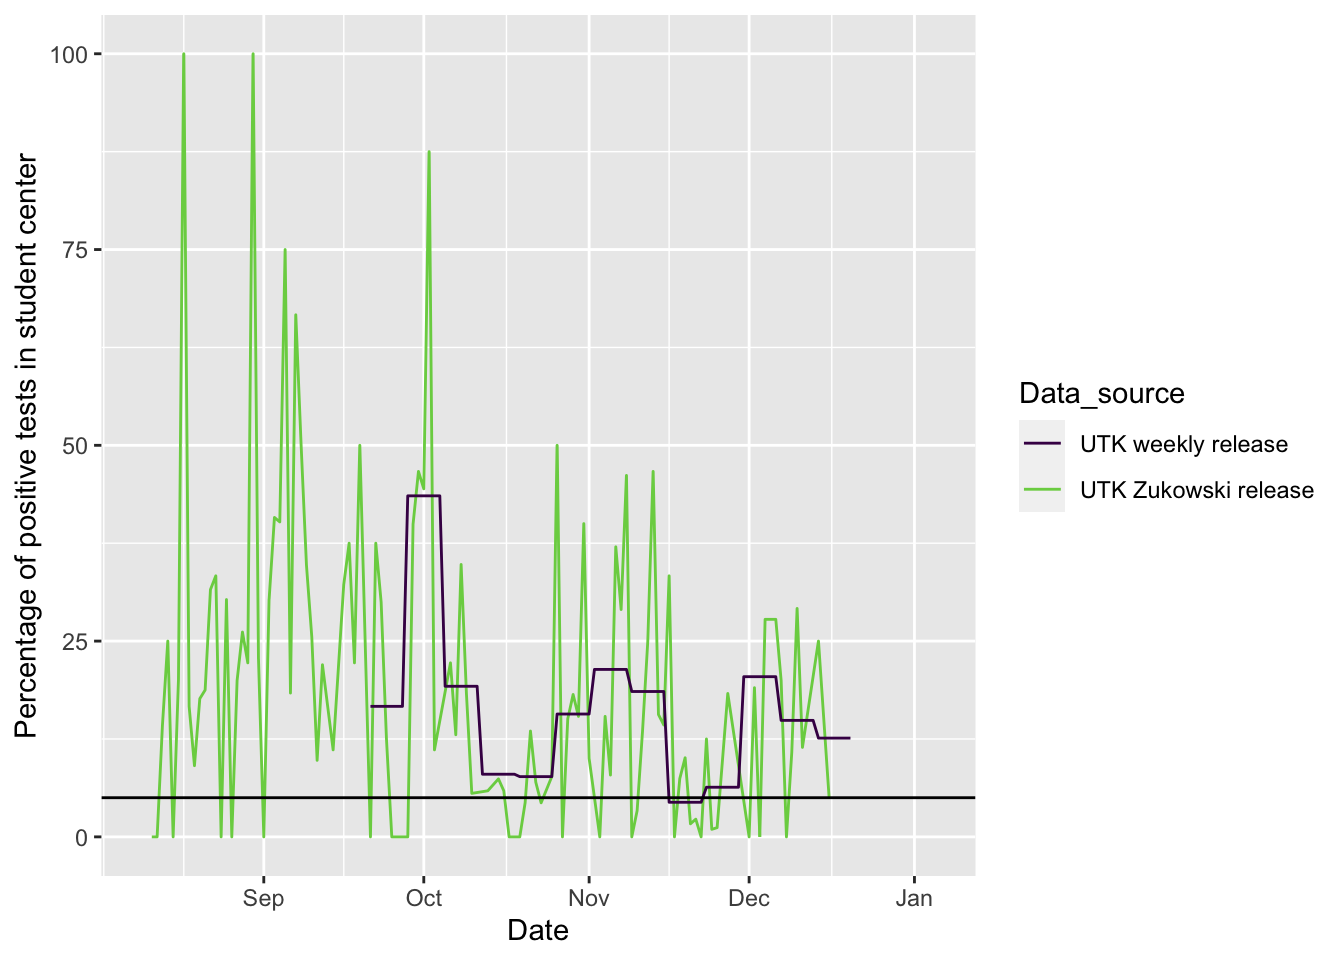 Percentage of positive tests in student center
100
75
50
25
0
Sep
Oct
Nov
Dec
Jan
Date
Data_source
UTK weekly release
UTK Zukowski release